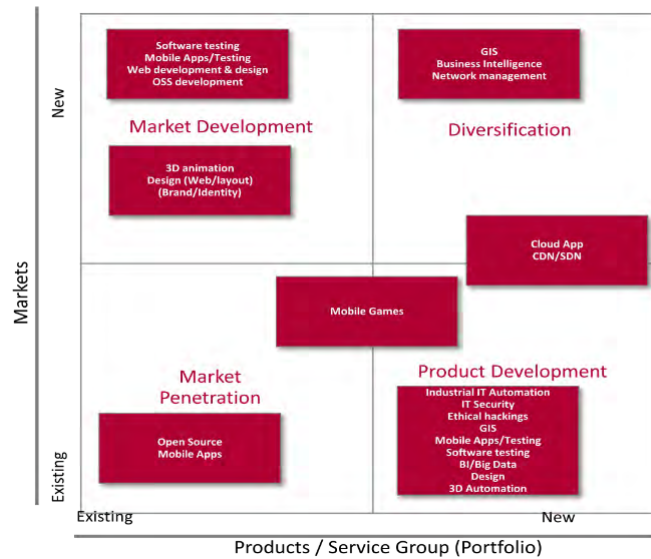 Software testing
Mobile Apps/Testing
Web development & design
OSS development
GIS
Business Intelligence
Network management
New
Market Development
Diversification
3D animation
Design (Web/layout)
(Brand/Identity)
Cloud App
CDN/SDN
Markets
Mobile Games
Market
Penetration
Product Development
Industrial IT Automation
IT Security
Ethical hackings
GIS
Mobile Apps/Testing
Software testing
BI/Big Data
Design
3D Automation
Open Source
Mobile Apps
Existing
Existing
New
Products / Service Group (Portfolio)